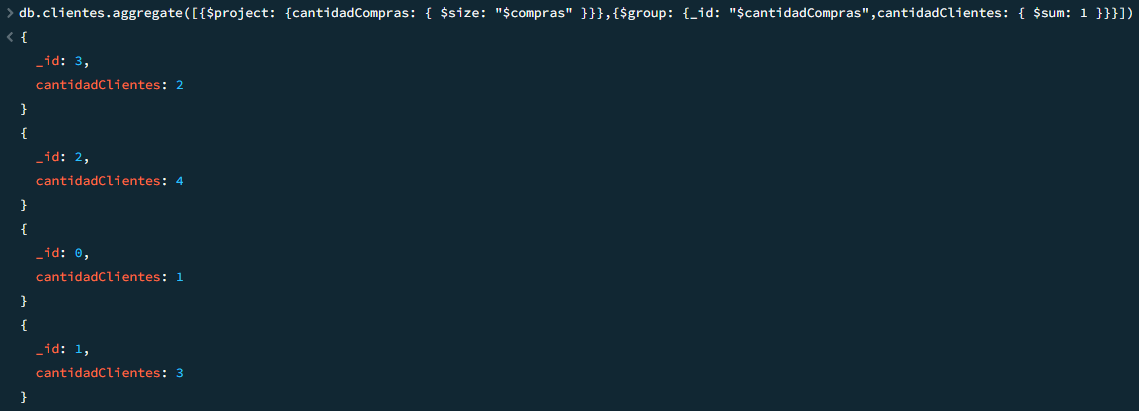 > db.clientes.aggregate([{$project: {cantidadCompras: { $size: "$compras" }}},{$group: {_id: "$cantidadCompras",cantidadClientes: { $sum: 1 }}}])
< {
_id: 3,
cantidadClientes: 2
}
{
_id: 2,
cantidadClientes: 4
}
{
_id: 0,
cantidadClientes: 1
}
{
_id: 1,
cantidadClientes: 3
}